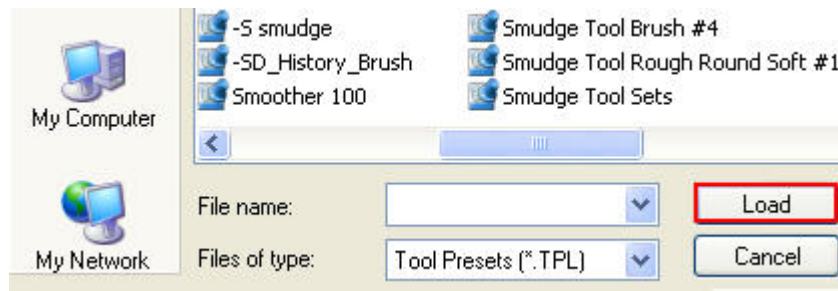 -S smudge
Smudge Tool Brush #4
-SD_History_Brush
Smudge Tool Rough Round Soft #1
Smoother 100
Smudge Tool Sets
My Computer
File name:
Load
My Network
Files of type:
Tool Presets (*.TPL)
Cancel